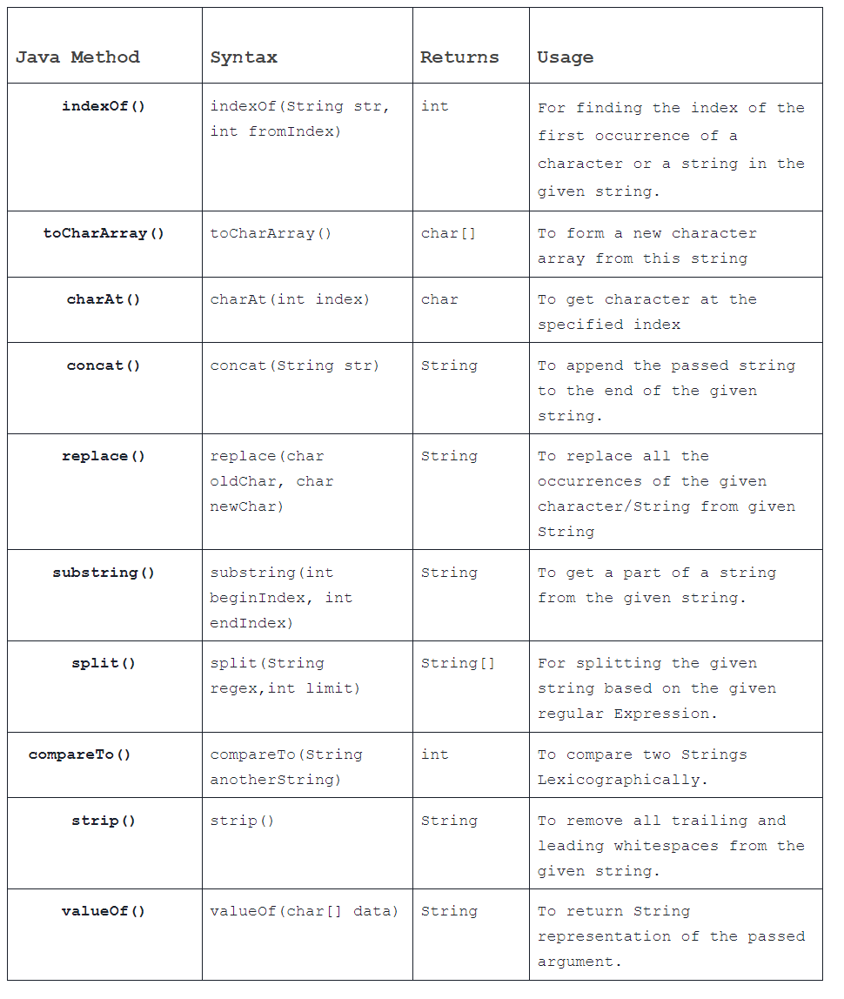 Java Method Syntax Returns Usage
indexOf() indexOf(String str, int For finding the index of the
int fromIndex) first occurrence of a
character or a string in the
given string.
toCharArray() toCharArray() char[] To form a new character
array from this string
charAt() charAt(int index) char To get character at the
specified index
concat() concat(String str) String To append the passed string
to the end of the given
string.
replace() replace(char String To replace all the
oldChar, char occurrences of the given
newChar) character/String from given
String
substring() substring(int String To get a part of a string
beginIndex, int from the given string.
endIndex)
split() split(String String[] For splitting the given
regex,int limit) string based on the given
regular Expression.
compareTo() compareTo(String int To compare two Strings
anotherString) Lexicographically.
strip() strip() String To remove all trailing and
leading whitespaces from the
given string.
valueOf() valueOf(char[] data) String To return String
representation of the passed
argument.